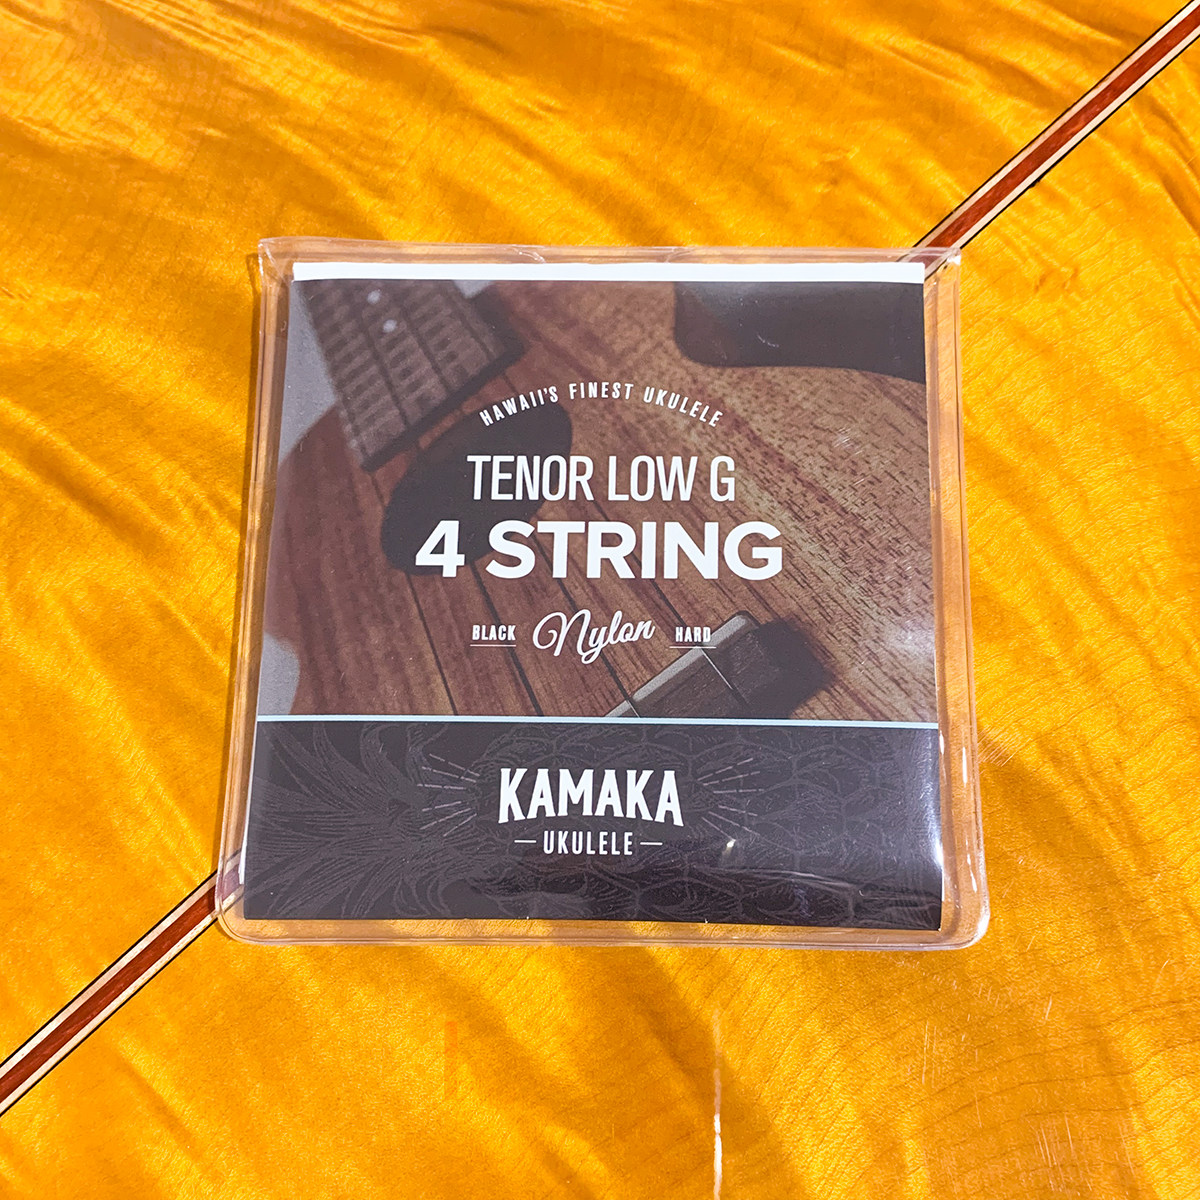 HAWAII'S FINEST UKULELE
TENOR LOW G
4 STRING
BLACK Nylon HARD
KAMAKA
UKULELE